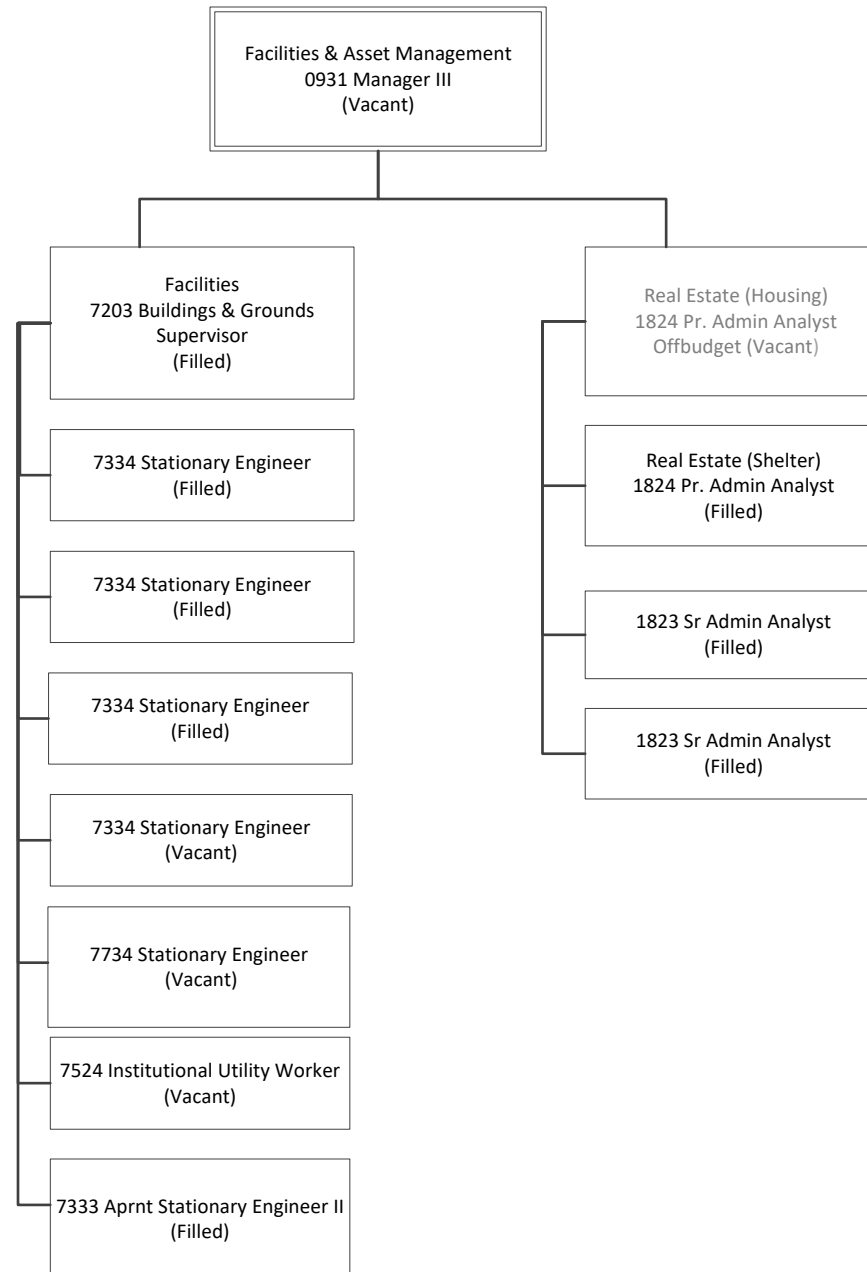 Facilities & Asset Management
0931 Manager III
(Vacant)
Facilities
7203 Buildings & Grounds
Supervisor
(Filled)
7334 Stationary Engineer
(Filled)
7334 Stationary Engineer
(Filled)
7334 Stationary Engineer
(Filled)
7334 Stationary Engineer
(Vacant)
7734 Stationary Engineer
(Vacant)
7524 Institutional Utility Worker
(Vacant)
7333 Aprnt Stationary Engineer II
(Filled)
Real Estate (Housing)
1824 Pr. Admin Analyst
Offbudget (Vacant)
Real Estate (Shelter)
1824 Pr. Admin Analyst
(Filled)
1823 Sr Admin Analyst
(Filled)
1823 Sr Admin Analyst
(Filled)